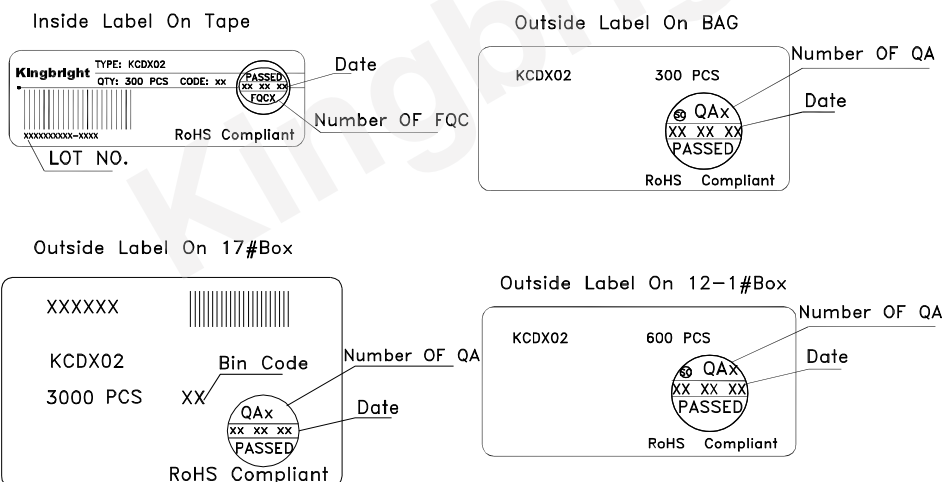 Inside Label On Tape
Kingbright
TYPE: KCDX02
QTY: 300 PCS CODE: xx
PASSED
xx xx xx
FQCX
Date
Number OF FQC
xxxxxxxxxx-xxxx
RoHS Compliant
LOT NO.
Outside Label On BAG
KCDX02 300 PCS
Number OF QA
Date
SQ QAx
XX XX XX
PASSED
RoHS Compliant
Kingbright
Outside Label On 17#Box
XXXXXX
KCDX02
3000 PCS
Bin Code
XX
Number OF QA
Date
QAx
xx xx xx
PASSED
RoHS Compliant
Outside Label On 12-1#Box
KCDX02 600 PCS
Number OF QA
Date
SQ QAx
XX XX XX
PASSED
RoHS Compliant